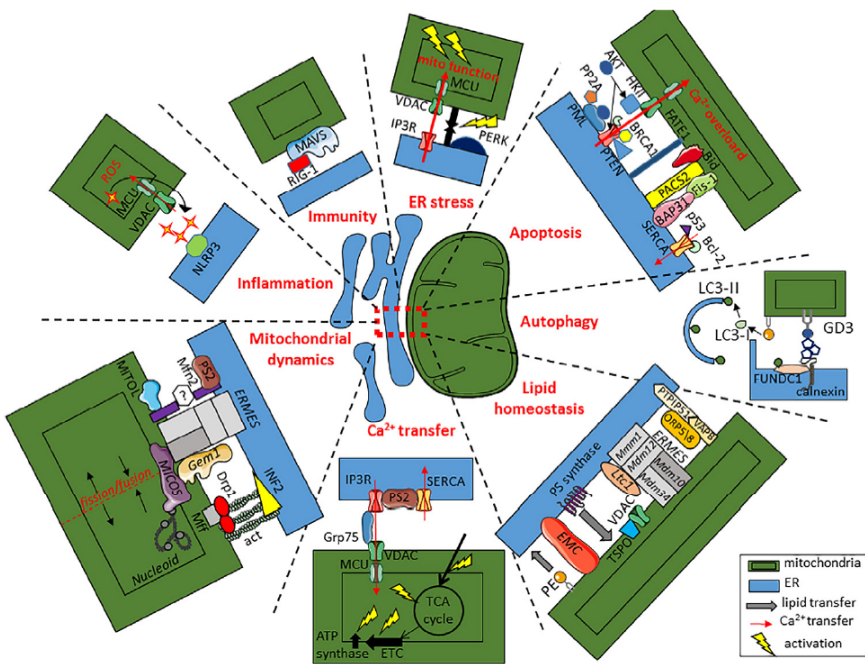 mito function
MCU
VDAC
IP3R
PERK
ER stress
MAVS
RIG-1
Immunity
ROS
MCU
VDAC
NLRP3
Inflammation
AKT
HKII
PP2A
PML
BRCA1
PTEN
FATE1
Ca2+ overloard
Bid
PACS2
Fis-
BAP31
p53
SERCA
Bcl-2
Apoptosis
LC3-II
LC3-I
GD3
FUNDC1
calnexin
Autophagy
Mitochondrial
dynamics
Lipid
homeostasis
Ca2+ transfer
MITOL
Mfn2
?
PS2
ERMES
Gem1
MICOS
fission/fusion
Drp1
INF2
Mff
act
Nucleoid
IP3R
PS2
SERCA
Grp75
VDAC
MCU
TCA
cycle
ATP
synthase
ETC
PTPIPS1
VAPB
ORP5\8
PS synthase
ERMES
Mmm1
Mdm12
Mdm10
Mdm34
Ltc1
VDAC
TSPO
EMC
PE
mitochondria
ER
lipid transfer
Ca2+transfer
activation